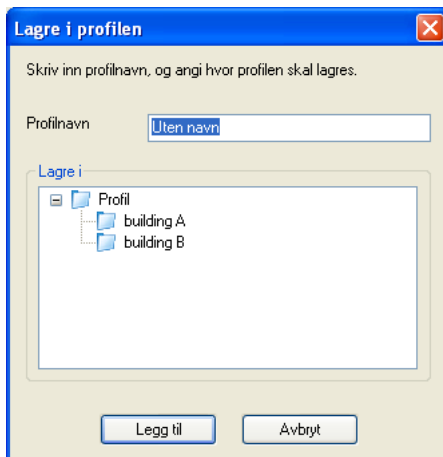 Lagre i profilen
Skriv inn profilnavn, og angi hvor profilen skal lagres.
Profilnavn
Uten navn
Lagre i
Profil
building A
building B
Legg til
Avbryt